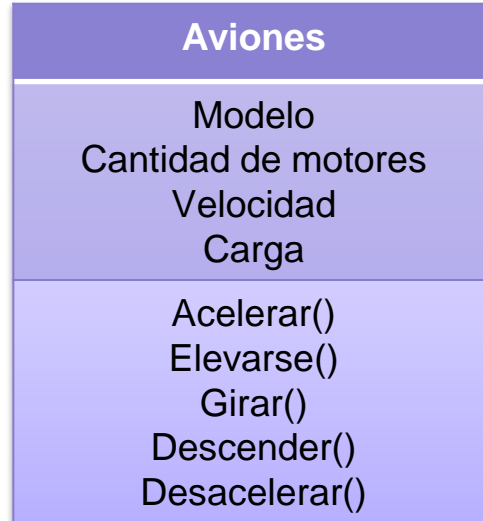 Aviones
Modelo
Cantidad de motores
Velocidad
Carga
Acelerar()
Elevarse()
Girar()
Descender()
Desacelerar()